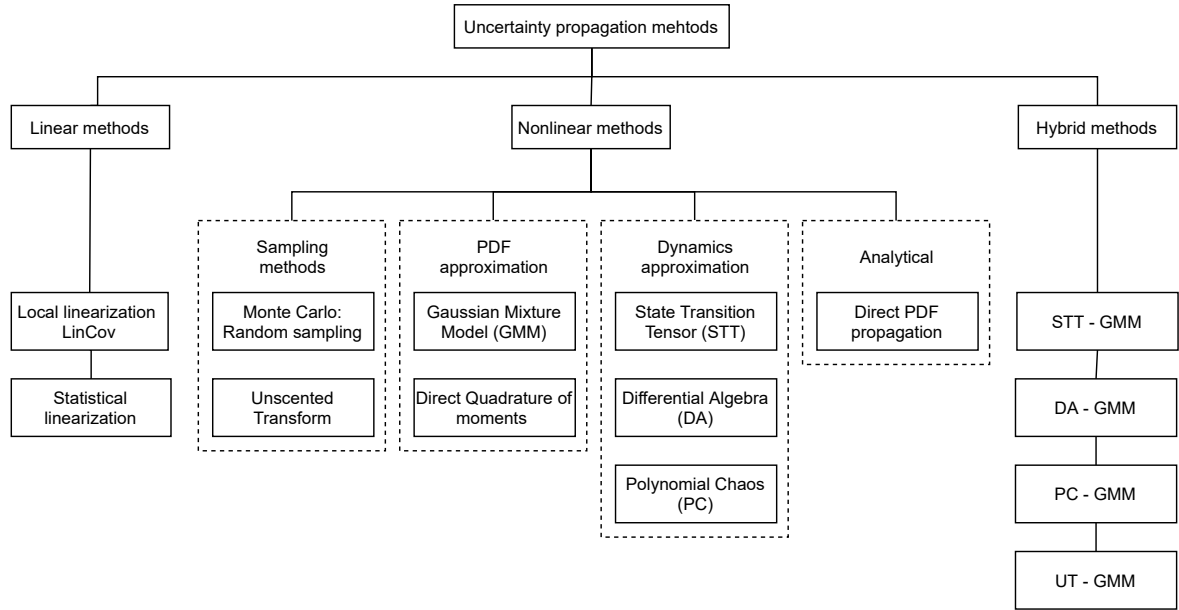 Uncertainty propagation mehtods
Linear methods
Nonlinear methods
Hybrid methods
Local linearization
LinCov
Statistical
linearization
Sampling
methods
Monte Carlo:
Random sampling
Unscented
Transform
PDF
approximation
Gaussian Mixture
Model (GMM)
Direct Quadrature of
moments
Dynamics
approximation
State Transition
Tensor (STT)
Differential Algebra
(DA)
Polynomial Chaos
(PC)
Analytical
Direct PDF
propagation
STT - GMM
DA - GMM
PC - GMM
UT - GMM